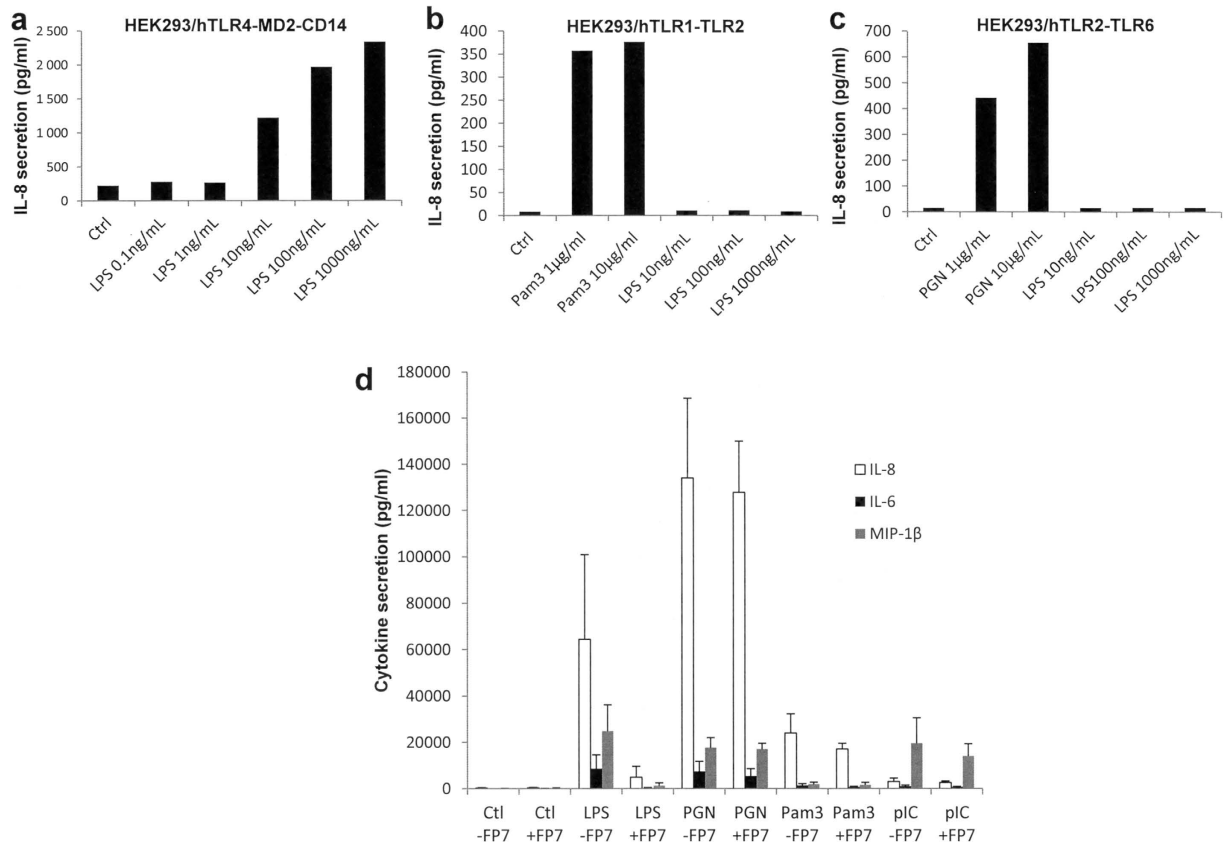 a
HEK293/hTLR4-MD2-CD14
IL-8 secretion (pg/ml)
2 500
2 000
1 500
1 000
500
0
Ctrl
LPS 0.1ng/mL
LPS 1ng/mL
LPS 10ng/mL
LPS 100ng/mL
LPS 1000ng/mL
b
HEK293/hTLR1-TLR2
IL-8 secretion (pg/ml)
400
350
300
250
200
150
100
50
0
Ctrl
Pam3 1µg/ml
Pam3 10µg/ml
LPS 10ng/mL
LPS 100ng/mL
LPS 1000ng/mL
c
HEK293/hTLR2-TLR6
IL-8 secretion (pg/ml)
700
600
500
400
300
200
100
0
Ctrl
PGN 1µg/mL
PGN 10µg/mL
LPS 10ng/mL
LPS100ng/mL
LPS 1000ng/mL
d
Cytokine secretion (pg/ml)
180000
160000
140000
120000
100000
80000
60000
40000
20000
0
IL-8
IL-6
MIP-1β
Ctl Ctl LPS LPS PGN PGN Pam3 Pam3 pIC pIC
-FP7 +FP7 -FP7 +FP7 -FP7 +FP7 -FP7 +FP7 -FP7 +FP7